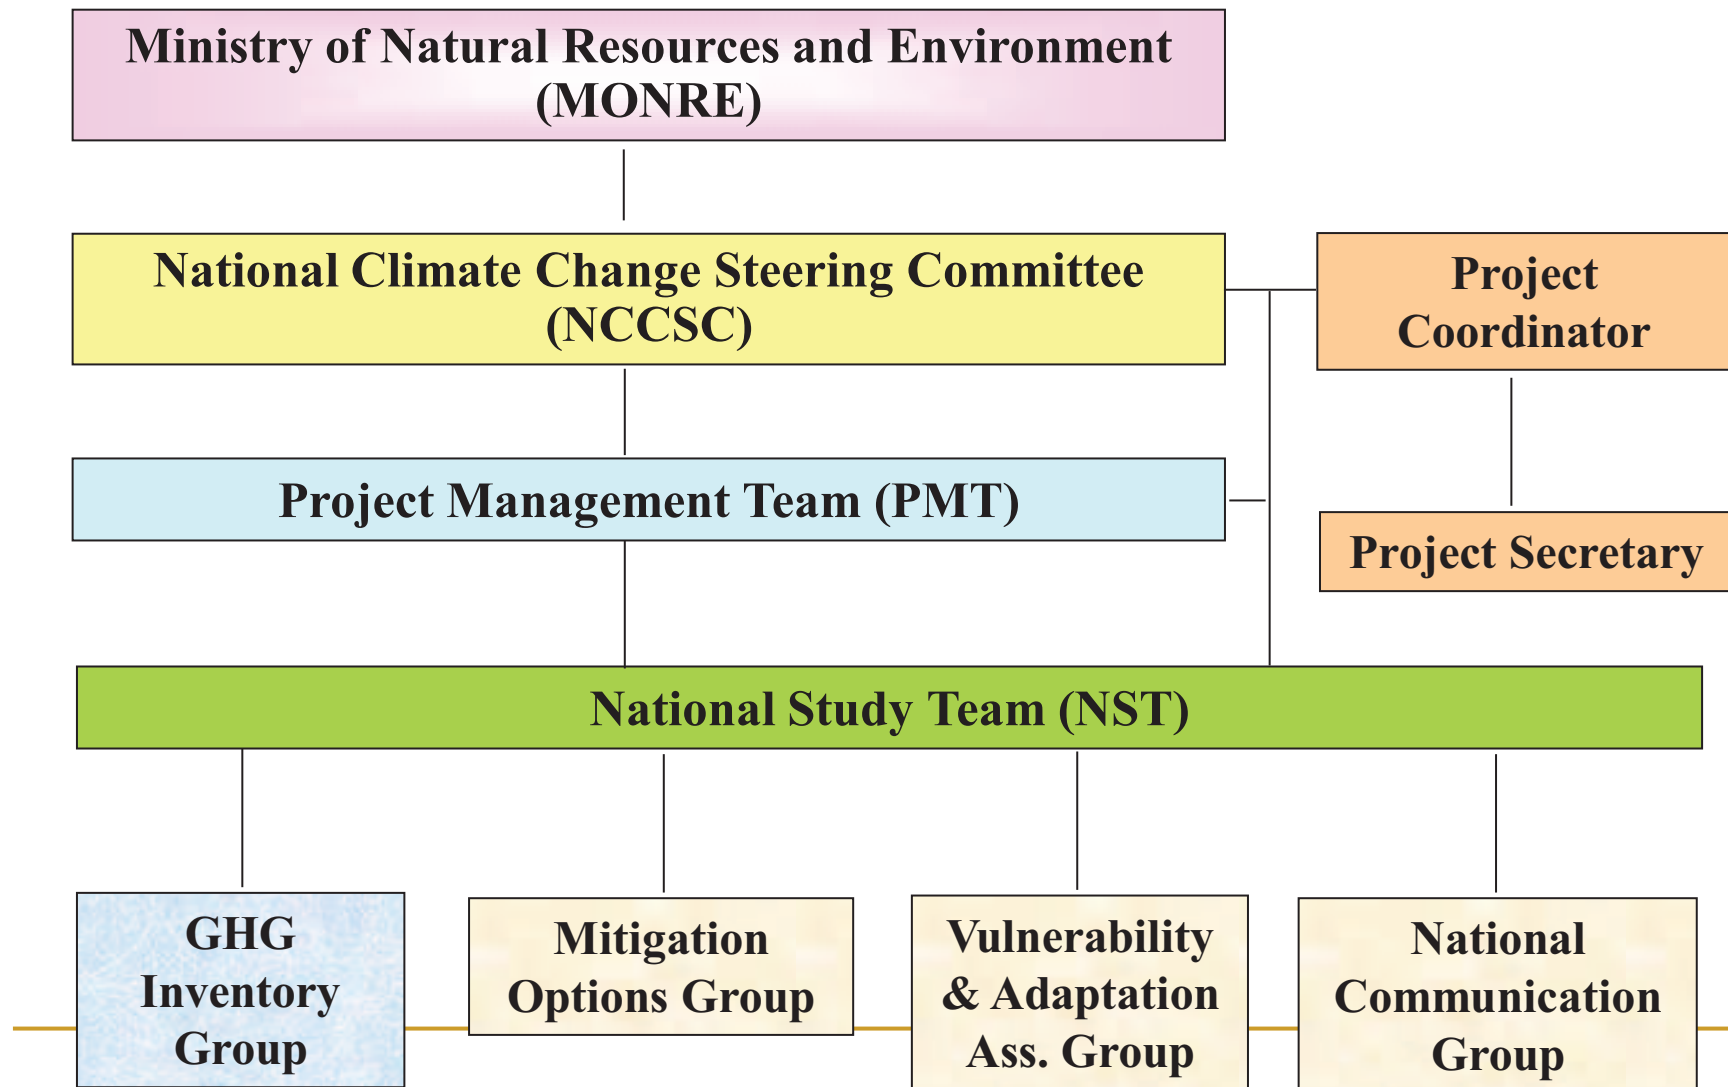 Ministry of Natural Resources and Environment
(MONRE)
National Climate Change Steering Committee
(NCCSC)
Project
Coordinator
Project Management Team (PMT)
Project Secretary
National Study Team (NST)
GHG
Inventory
Group
Mitigation
Options Group
Vulnerability
& Adaptation
Ass. Group
National
Communication
Group